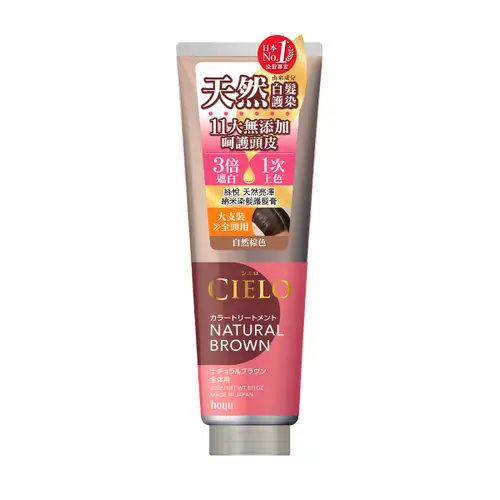 日本
No.1
染髮專家
天然
由來成分
白髮
護染
11大無添加
呵護頭皮
3倍
遮白
1次
上色
絲悅 天然亮澤
納米染髮護髮膏
大支裝
≫全頭用
自然棕色
シエロ
CIELO
カラートリートメント
NATURAL
BROWN
ナチュラルブラウン
全体用
MADE IN JAPAN
hoyu